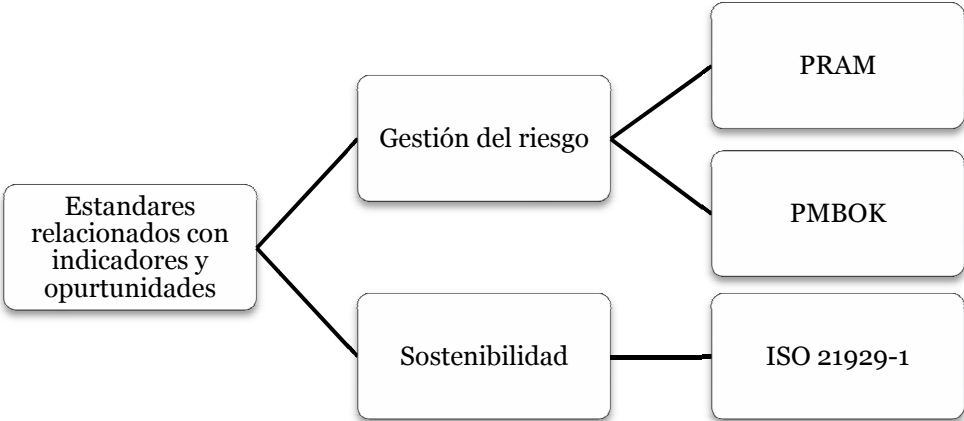 Estandares
relacionados con
indicadores y
opurtunidades
Gestión del riesgo
PRAM
PMBOK
Sostenibilidad
ISO 21929-1